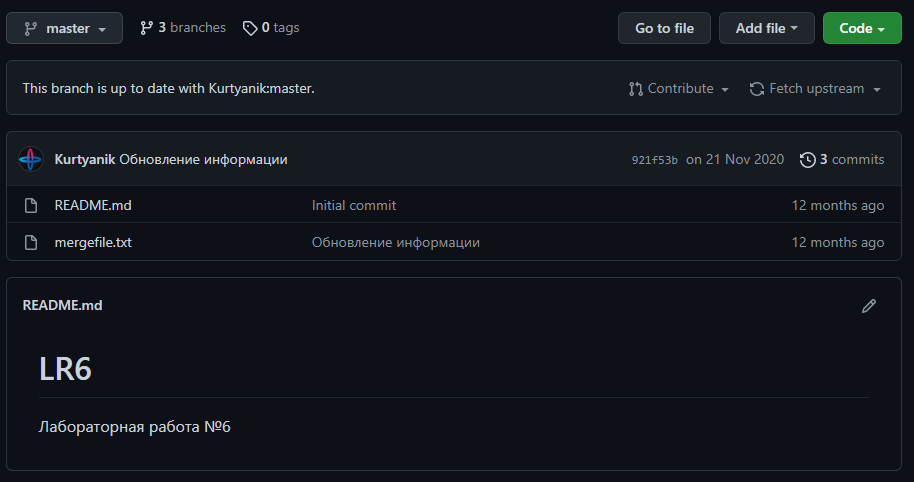 master 3 branches 0 tags Go to file Add file Code
This branch is up to date with Kurtyanik:master. Contribute Fetch upstream
Kurtyanik Обновление информации 921f53b on 21 Nov 2020 3 commits
README.md Initial commit 12 months ago
mergefile.txt Обновление информации 12 months ago
README.md
LR6
Лабораторная работа №6